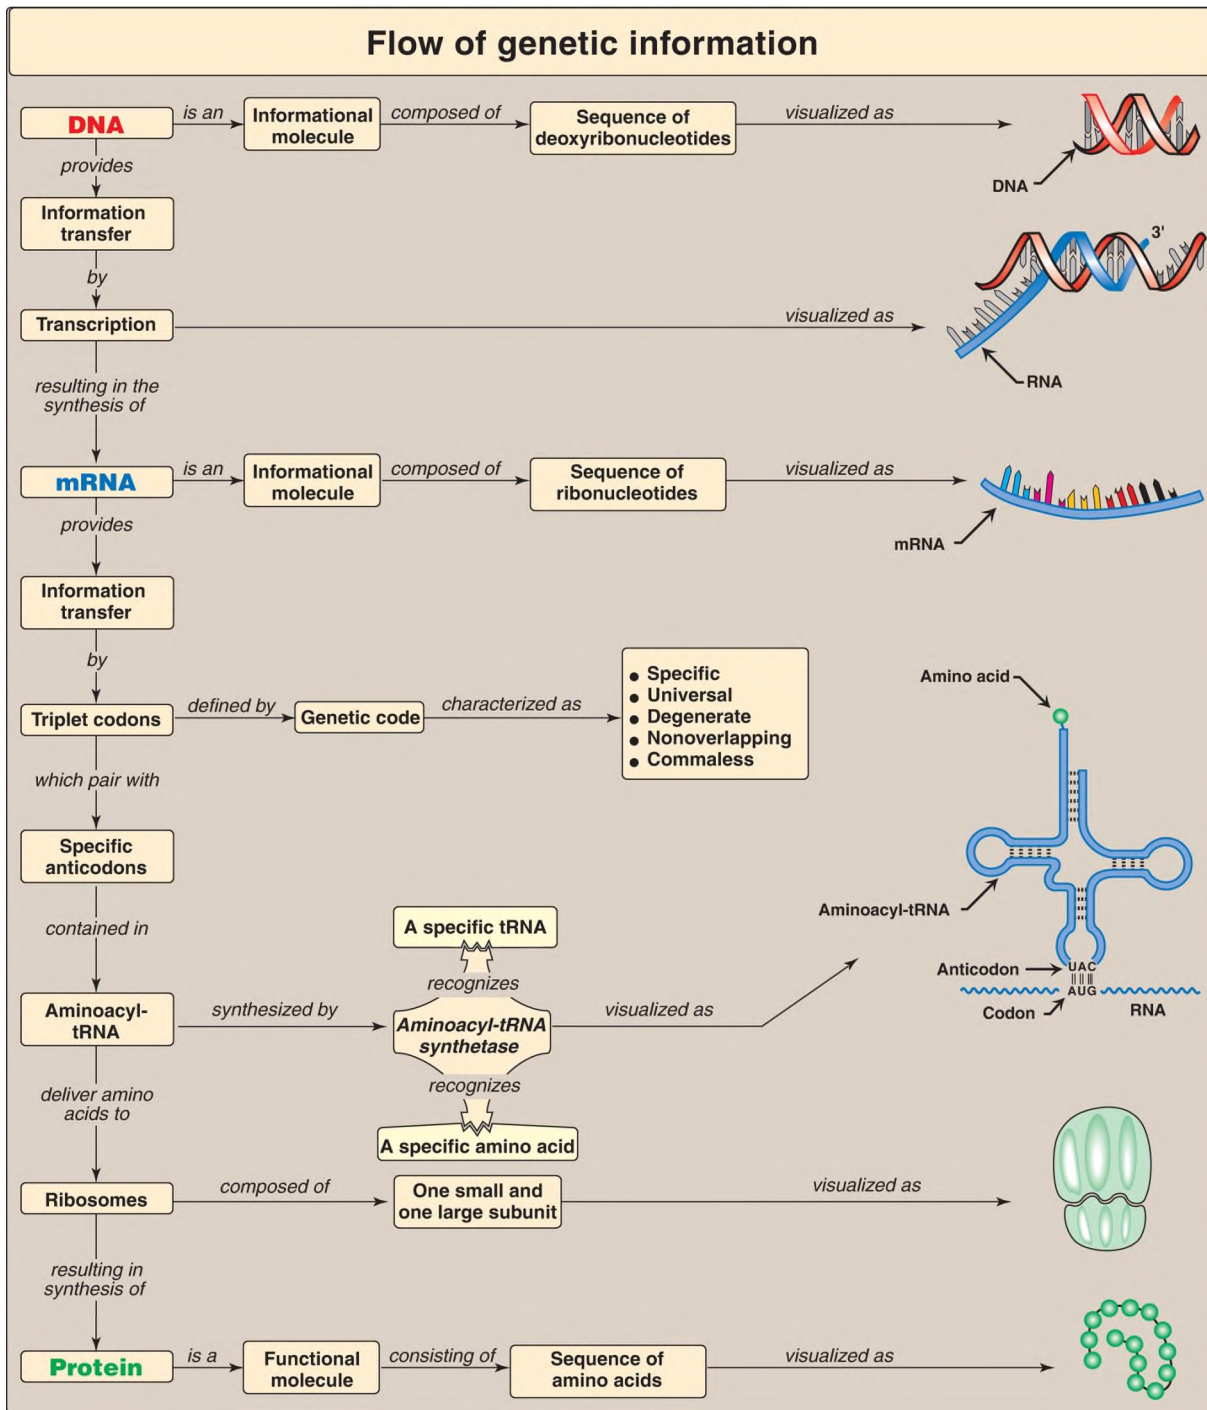 Flow of genetic information
DNA
is an
Informational
molecule
composed of
Sequence of
deoxyribonucleotides
visualized as
DNA
provides
Information
transfer
by
3'
Transcription
visualized as
RNA
resulting in the
synthesis of
mRNA
is an
Informational
molecule
composed of
Sequence of
ribonucleotides
visualized as
mRNA
provides
Information
transfer
by
Triplet codons
defined by
Genetic code
characterized as
● Specific
● Universal
● Degenerate
● Nonoverlapping
● Commaless
Amino acid
which pair with
Specific
anticodons
contained in
Aminoacyl-
tRNA
synthesized by
A specific tRNA
recognizes
Aminoacyl-tRNA
synthetase
recognizes
A specific amino acid
visualized as
Aminoacyl-tRNA
Anticodon
UAC
AUG
Codon
RNA
deliver amino
acids to
Ribosomes
composed of
One small and
one large subunit
visualized as
resulting in
synthesis of
Protein
is a
Functional
molecule
consisting of
Sequence of
amino acids
visualized as